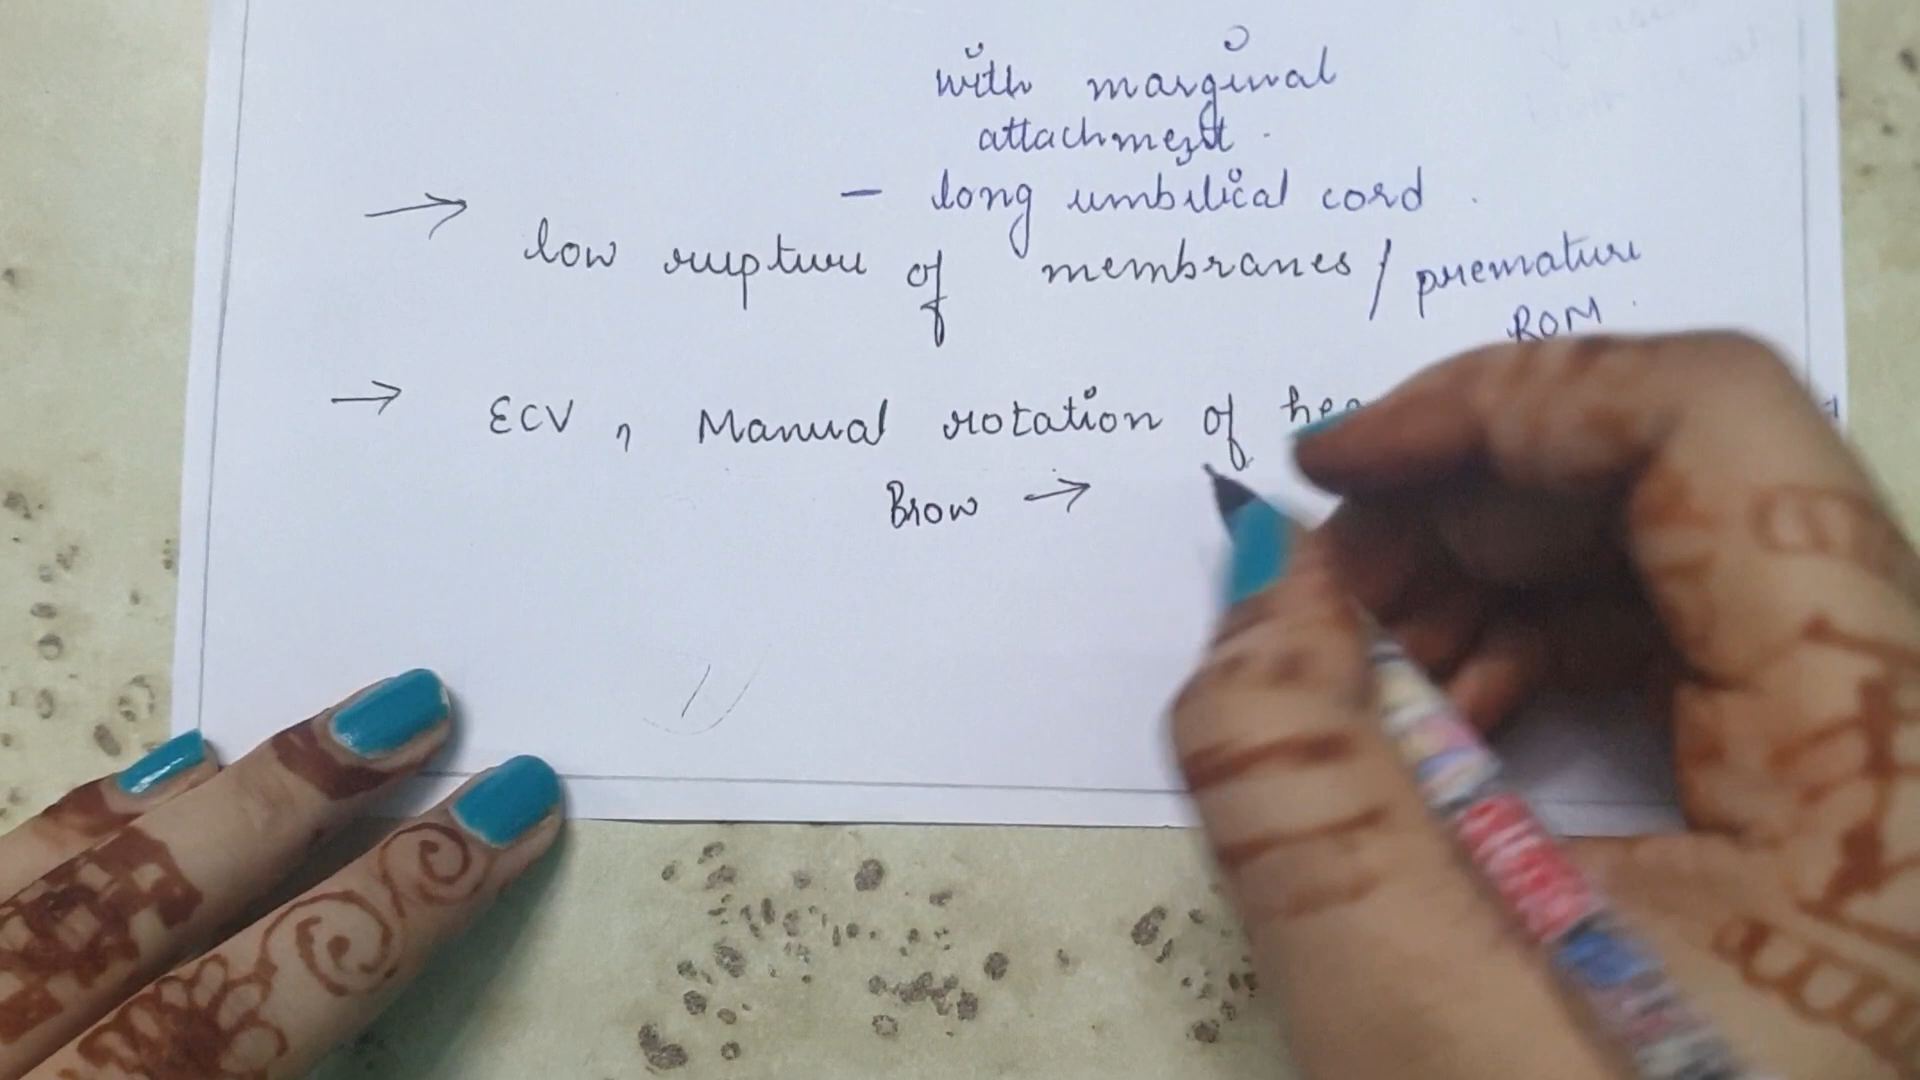 with marginal
attachment.
- long umbilical cord.
→ low rupture of membranes / premature
ROM.
→ ECV, Manual rotation of
Brow →